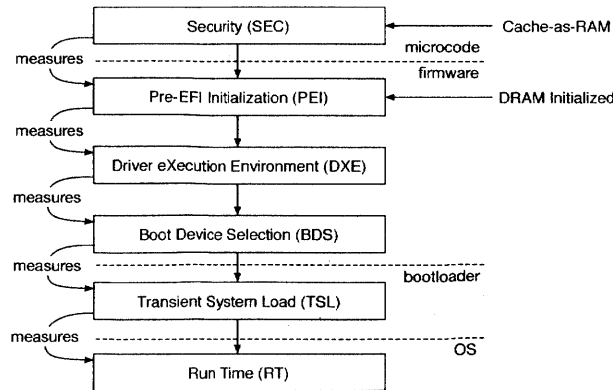 Security (SEC)
Cache-as-RAM
microcode
measures
firmware
Pre-EFI Initialization (PEI)
DRAM Initialized
measures
Driver eXecution Environment (DXE)
measures
Boot Device Selection (BDS)
measures
bootloader
Transient System Load (TSL)
measures
OS
Run Time (RT)